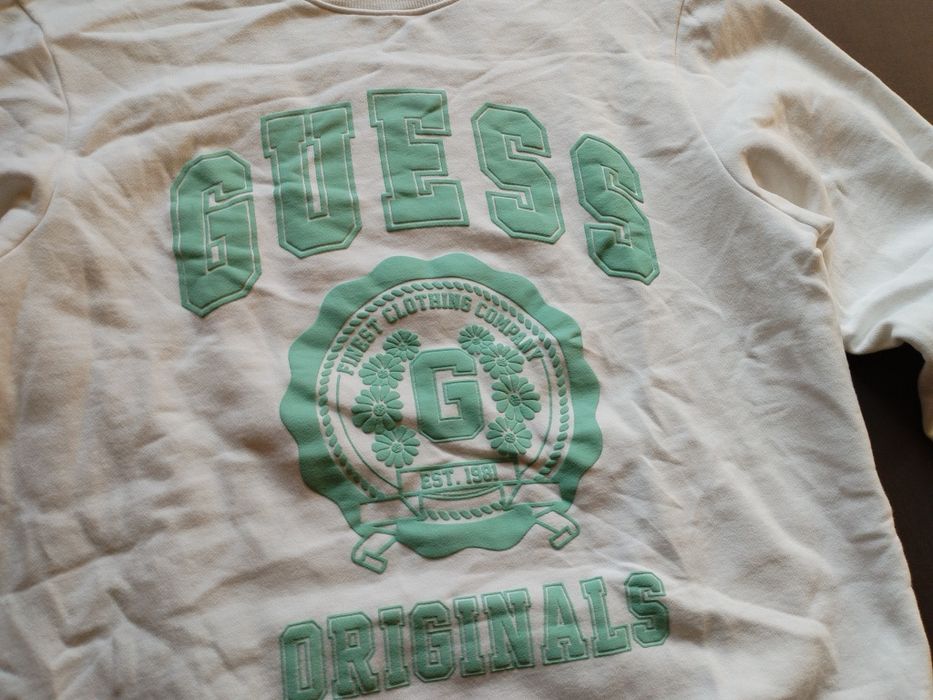 GUESS
FINEST CLOTHING COMPANY
G
EST. 1981
ORIGINALS